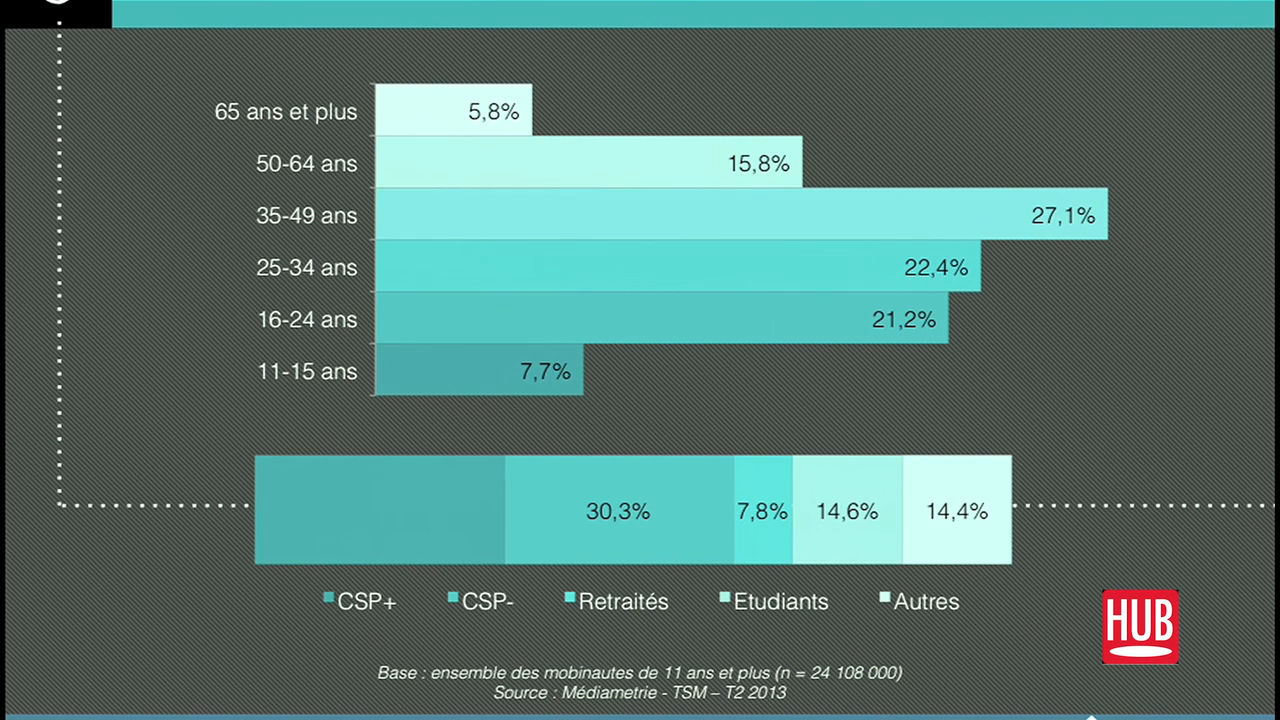 65 ans et plus 5,8%
50-64 ans 15,8%
35-49 ans 27,1%
25-34 ans 22,4%
16-24 ans 21,2%
11-15 ans 7,7%
30,3% 7,8% 14,6% 14,4%
CSP+ CSP- Retraités Etudiants Autres
HUB
Base : ensemble des mobinautes de 11 ans et plus (n = 24 108 000)
Source : Médiametrie - TSM – T2 2013